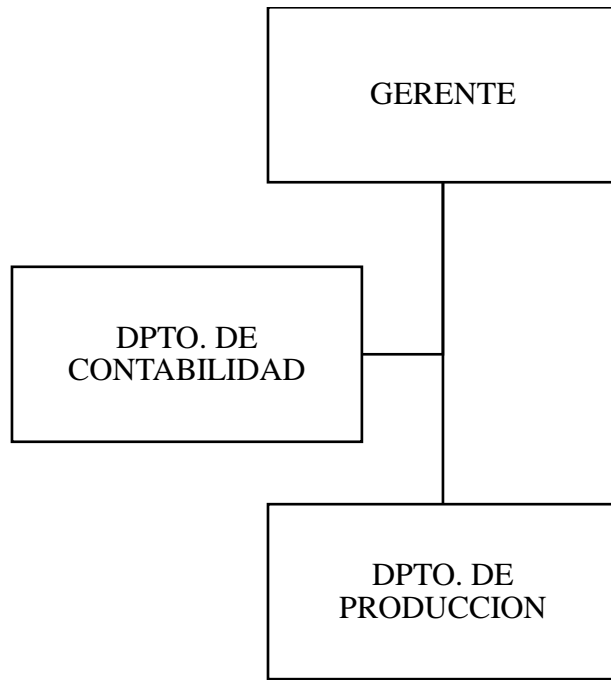 GERENTE
DPTO. DE
CONTABILIDAD
DPTO. DE
PRODUCCION